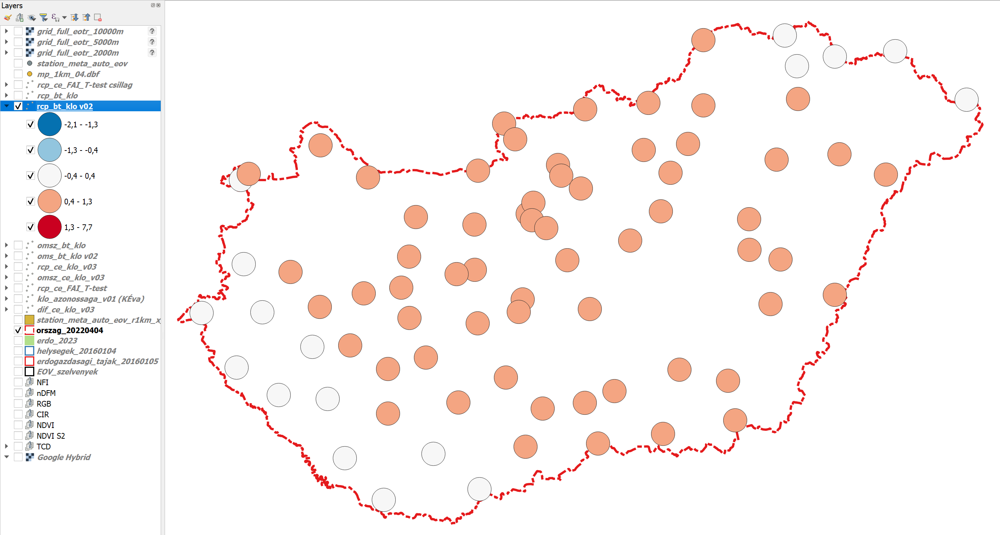 Layers
grid_full_eotr_10000m
grid_full_eotr_5000m
grid_full_eotr_2000m
station_meta_auto_eov
mp_1km_04.dbf
rcp_ce_FAI_T-test csillag
rcp_bt_klo
rcp_bt_klo v02
-2,1 - -1,3
-1,3 - -0,4
-0,4 - 0,4
0,4 - 1,3
1,3 - 7,7
omsz_bt_klo
oms_bt_klo v02
rcp_ce_klo_v03
omsz_ce_klo_v03
rcp_ce_FAI_T-test
klo_azonossaga_v01 (KÉva)
dif_ce_klo_v03
station_meta_auto_eov_r1km_x
orszag_20220404
erdo_2023
helysegek_20160104
erdogazdasagi_tajak_20160105
EOV_szelvenyek
NFI
nDFM
RGB
CIR
NDVI
NDVI S2
TCD
Google Hybrid